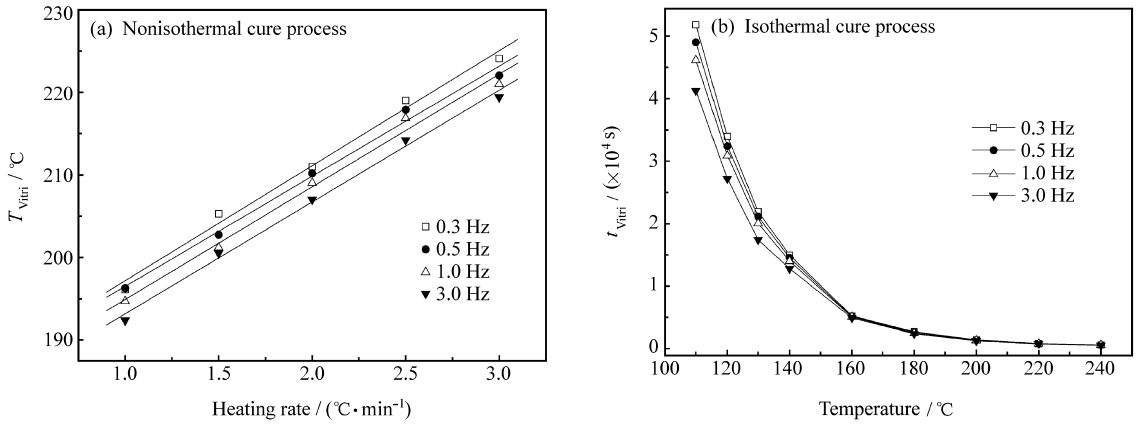 (a) Nonisothermal cure process
230
220
210
200
190
T Vitri / ℃
0.3 Hz
0.5 Hz
1.0 Hz
3.0 Hz
1.0 1.5 2.0 2.5 3.0
Heating rate / (℃·min⁻¹)
(b) Isothermal cure process
5
4
3
2
1
0
t Vitri / (×10⁴ s)
0.3 Hz
0.5 Hz
1.0 Hz
3.0 Hz
100 120 140 160 180 200 220 240
Temperature / ℃